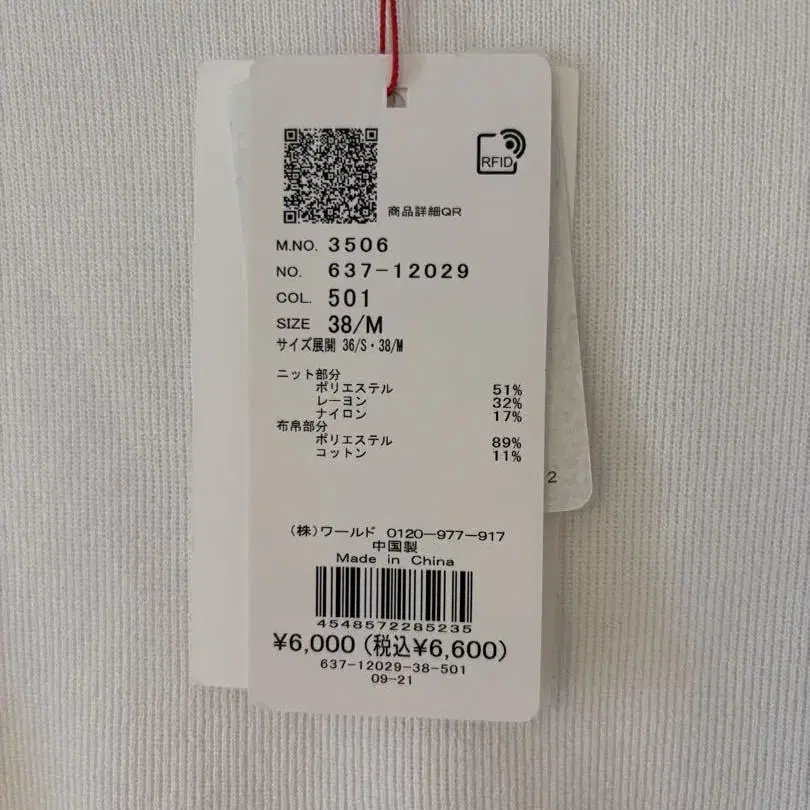 RFID
商品詳細QR
M.NO. 3506
NO. 637-12029
COL. 501
SIZE 38/M
サイズ展開 36/S・38/M
ニット部分
ポリエステル 51%
レーヨン 32%
ナイロン 17%
布帛部分
ポリエステル 89%
コットン 11%
2
(株)ワールド 0120-977-917
中国製
Made in China
4548572285235
¥6,000(税込¥6,600)
637-12029-38-501
09-21